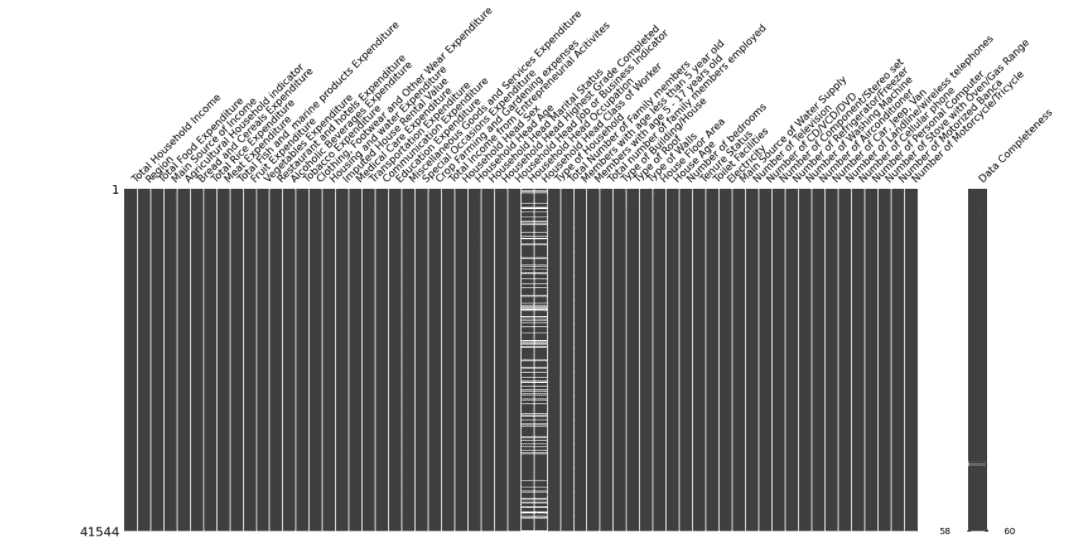 Total Household Income
Region
Total Food Expenditure
Main Source of Income
Agricultural Household indicator
Bread and Cereals Expenditure
Total Rice Expenditure
Meat Expenditure
Total Fish and marine products Expenditure
Fruit Expenditure
Vegetables Expenditure
Restaurant and hotels Expenditure
Alcoholic Beverages Expenditure
Tobacco Expenditure
Clothing, Footwear and Other Wear Expenditure
Housing and water Expenditure
Imputed House Rental Value
Medical Care Expenditure
Transportation Expenditure
Communication Expenditure
Education Expenditure
Miscellaneous Goods and Services Expenditure
Special Occasions Expenditure
Crop Farming and Gardening expenses
Total Income from Entrepreneurial Acitivites
Household Head Sex
Household Head Age
Household Head Marital Status
Household Head Highest Grade Completed
Household Head Job or Business Indicator
Household Head Occupation
Household Head Class of Worker
Type of Household
Total Number of Family members
Members with age less than 5 year old
Members with age 5 - 17 years old
Total number of family members employed
Type of Building/House
Type of Roof
Type of Walls
House Floor Area
House Age
Number of bedrooms
Tenure Status
Toilet Facilities
Electricity
Main Source of Water Supply
Number of Television
Number of CD/VCD/DVD
Number of Component/Stereo set
Number of Refrigerator/Freezer
Number of Washing Machine
Number of Airconditioner
Number of Car, Jeep, Van
Number of Landline/wireless telephones
Number of Cellular phone
Number of Personal Computer
Number of Stove with Oven/Gas Range
Number of Motorized Banca
Number of Motorcycle/Tricycle
Data Completeness
1
41544
58
60